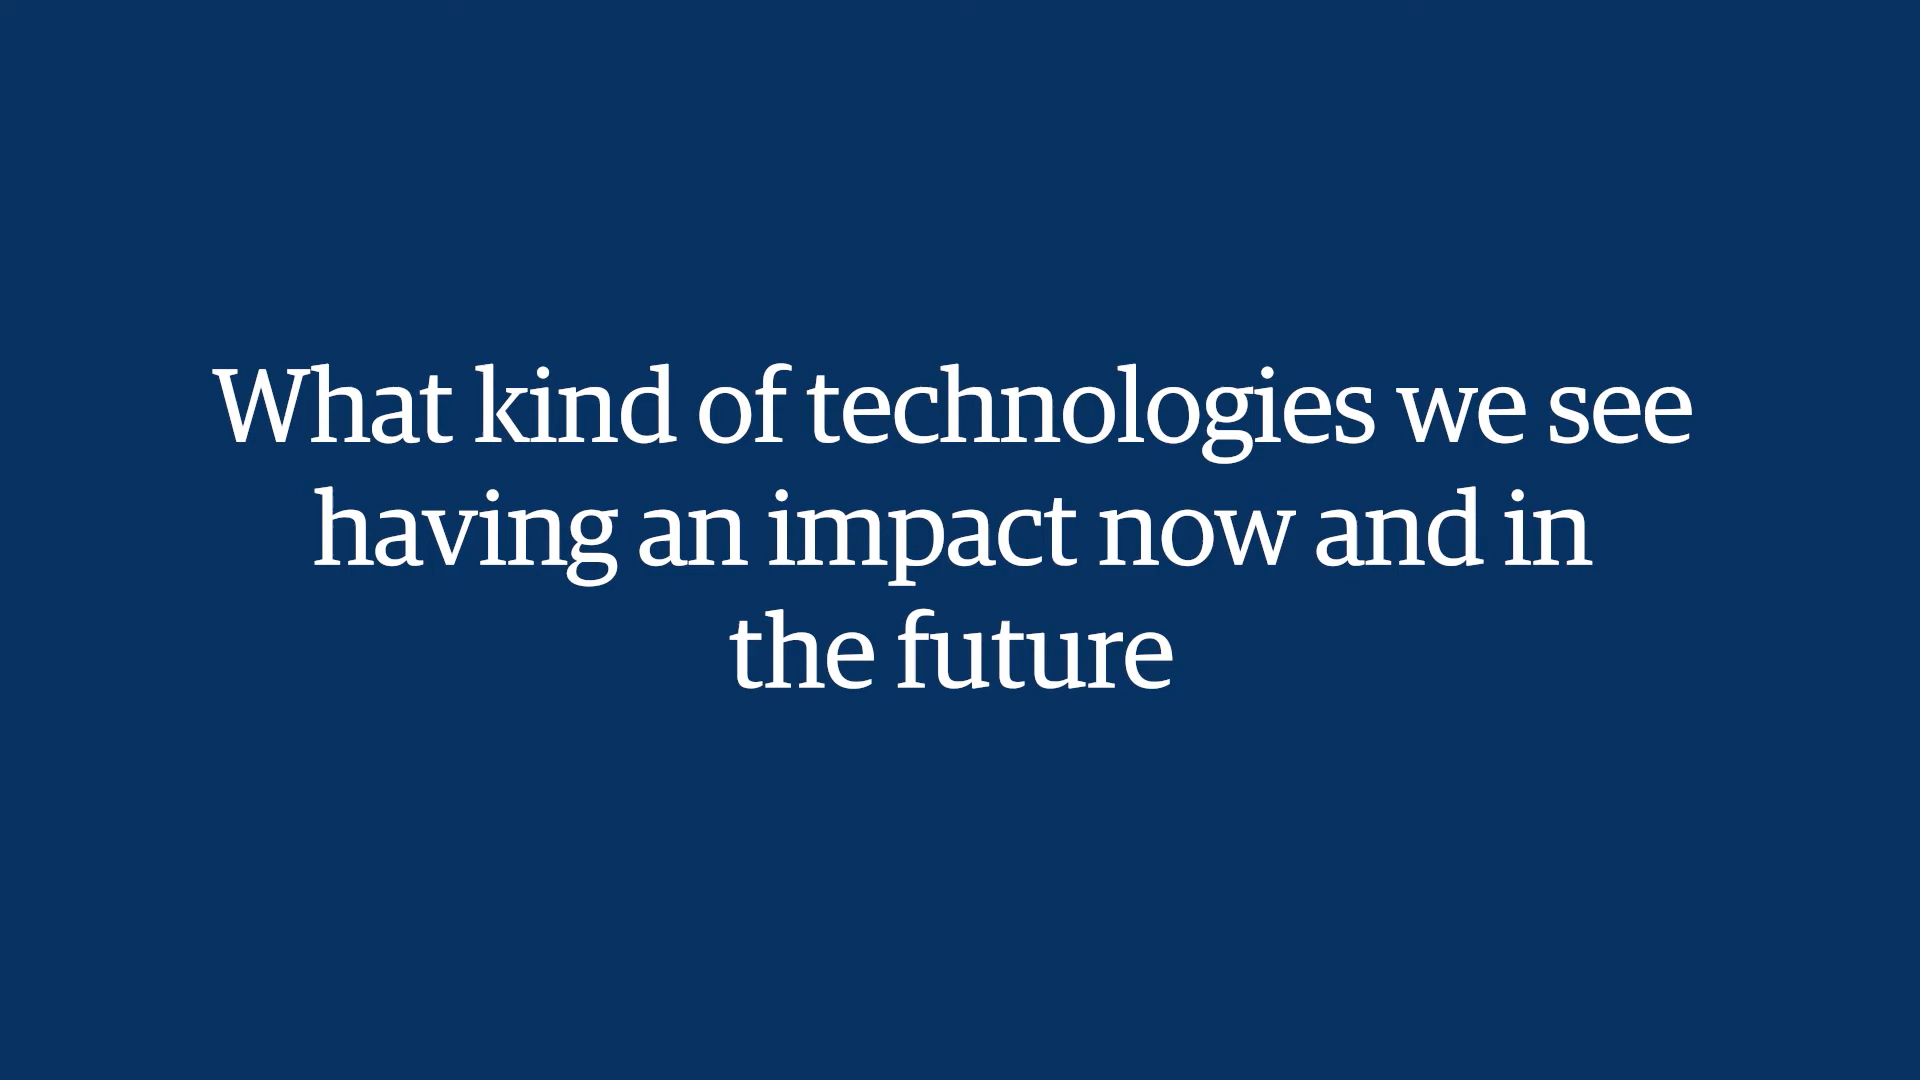 What kind of technologies we see
having an impact now and in
the future